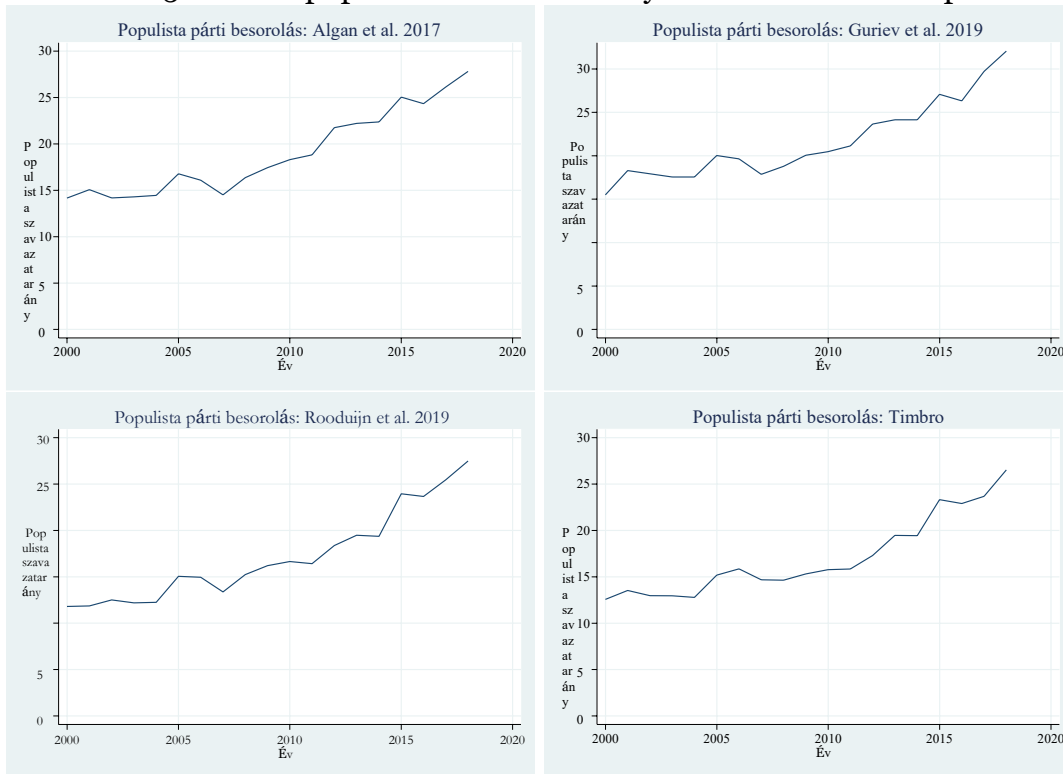 Populista párti besorolás: Algan et al. 2017
30
25
20
15
10
5
0
P
op
ul
ist
a
sz
av
az
at
ar
án
y
2000 2005 2010 2015 2020
Év
Populista párti besorolás: Guriev et al. 2019
30
25
5
0
Po
pulis
ta
szav
azat
arán
y
2000 2005 2010 2015 2020
Év
Populista párti besorolás: Rooduijn et al. 2019
30
25
5
0
Pop
ulista
szava
zatar
ány
2000 2005 2010 2015 2020
Év
Populista párti besorolás: Timbro
30
25
20
15
10
5
0
P
op
ul
ist
a
sz
av
az
at
ar
án
y
2000 2005 2010 2015 2020
Év